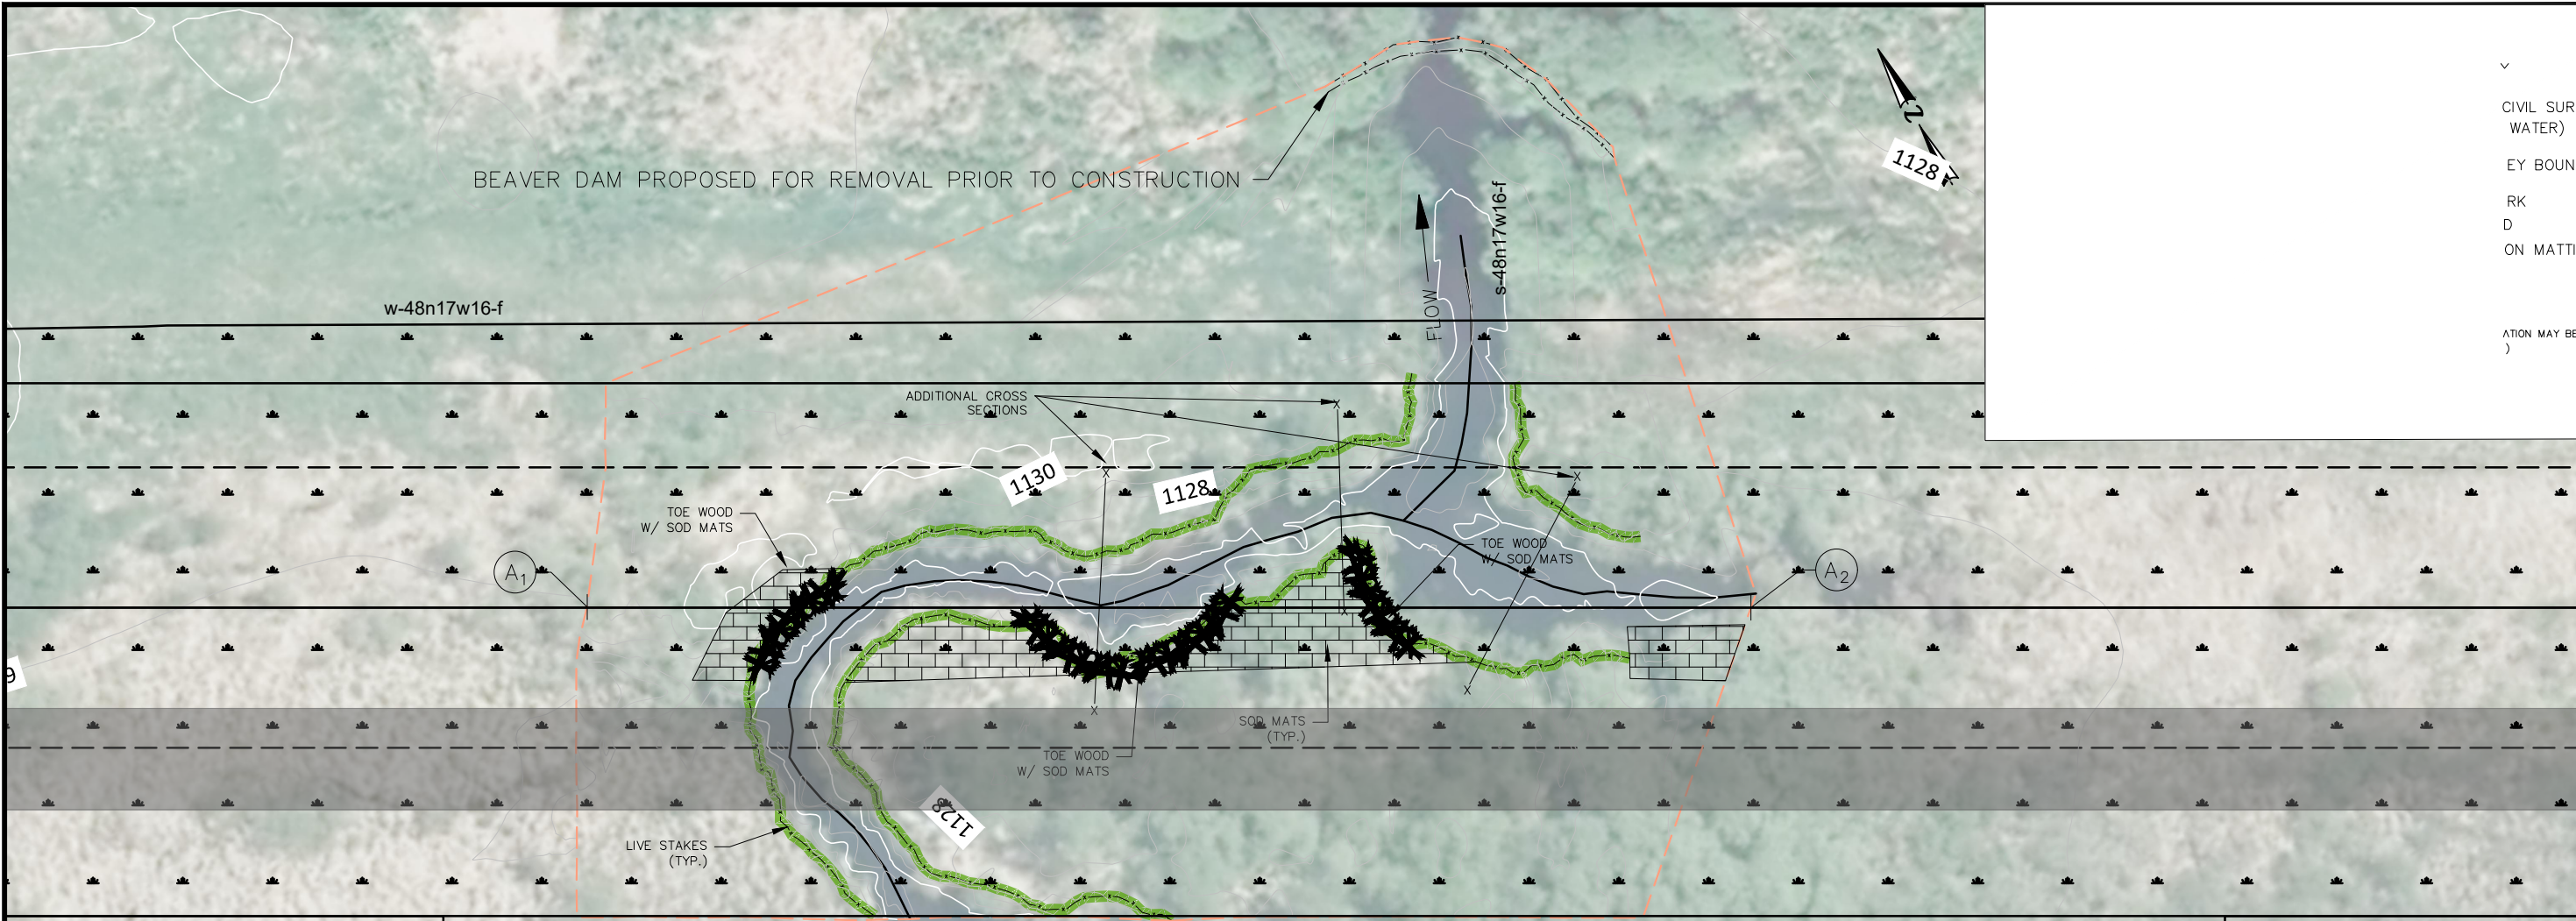 CIVIL SUR
WATER)
1128
EY BOUN
BEAVER DAM PROPOSED FOR REMOVAL PRIOR TO CONSTRUCTION
RK
D
ON MATTI
s-48n17w16-f
w-48n17w16-f
FLOW
ATION MAY BE
)
ADDITIONAL CROSS
SECTIONS
1130
1128
TOE WOOD
W/ SOD MATS
TOE WOOD
W/ SOD MATS
A1
A2
9
SOD MATS
(TYP.)
TOE WOOD
W/ SOD MATS
1128
LIVE STAKES
(TYP.)